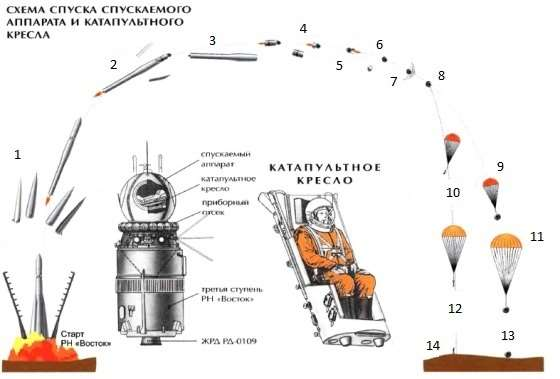 СХЕМА СПУСКА СПУСКАЕМОГО
АППАРАТА И КАТАПУЛЬТНОГО
КРЕСЛА
1
2
3
4
5
6
7
8
9
10
11
12
13
14
спускаемый
аппарат
катапультное
кресло
приборный
отсек
третья ступень
РН «Восток»
ЖРД РД-0109
КАТАПУЛЬТНОЕ
КРЕСЛО
Старт
РН «Восток»